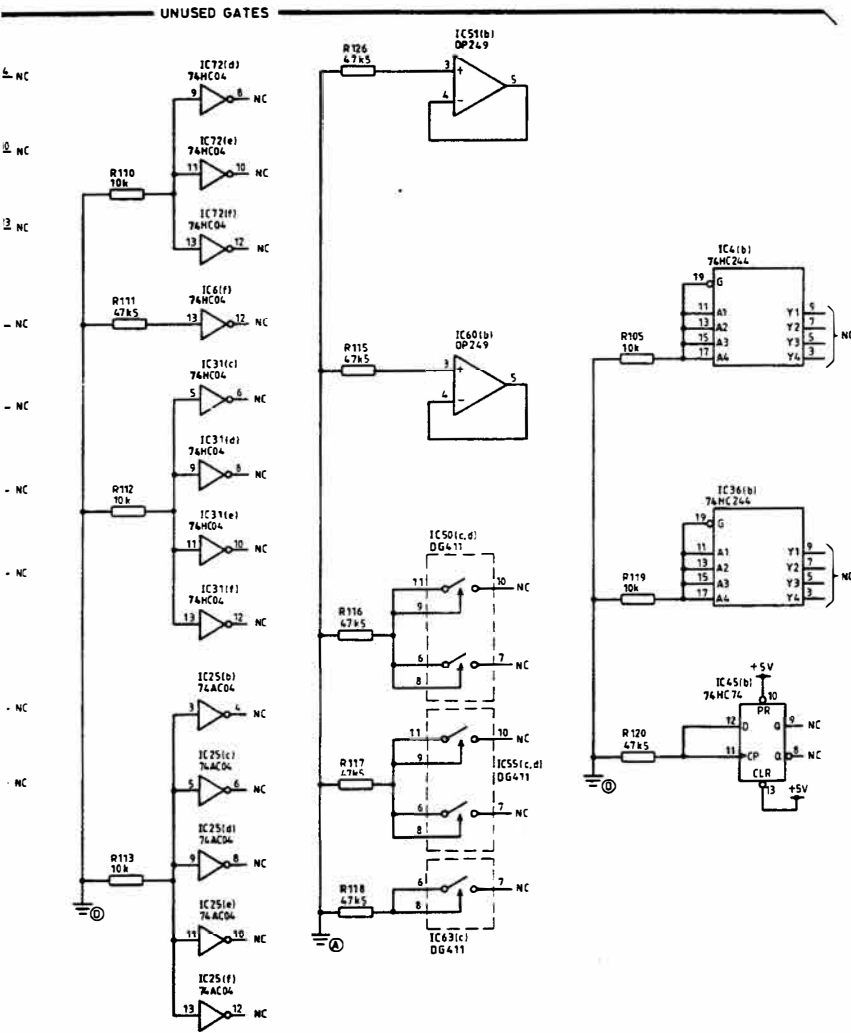 UNUSED GATES
4 NC
10 NC
13 NC
- NC
- NC
- NC
- NC
- NC
- NC
IC72(d)
74HC04
9 8 NC
IC72(e)
74HC04
11 10 NC
R110
10k
IC72(f)
74HC04
13 12 NC
R111
47k5
IC6(f)
74HC04
13 12 NC
IC31(c)
74HC04
5 6 NC
IC31(d)
74HC04
9 8 NC
R112
10k
IC31(e)
74HC04
11 10 NC
IC31(f)
74HC04
13 12 NC
IC25(b)
74AC04
3 4 NC
IC25(c)
74AC04
5 6 NC
IC25(d)
74AC04
9 8 NC
R113
10k
D
IC25(e)
74AC04
11 10 NC
IC25(f)
74AC04
13 12 NC
R126
47k5
IC51(b)
OP249
3 + 5
4 -
R115
47k5
IC60(b)
OP249
3 + 5
4 -
IC50(c,d)
DG411
11 10 NC
9
R116
47k5
6 7 NC
8
11 10 NC
9
IC55(c,d)
DG411
R117
47k5
6 7 NC
8
R118
47k5
6 7 NC
8
IC63(c)
DG411
A
IC4(b)
74HC244
19 G
11 A1 Y1 9
13 A2 Y2 7
15 A3 Y3 5
17 A4 Y4 3
R105
10k
IC36(b)
74HC244
19 G
11 A1 Y1 9
13 A2 Y2 7
15 A3 Y3 5
17 A4 Y4 3
R119
10k
+5V
IC45(b)
74HC74
10
PR
12 D Q 9 NC
11 CP Q 8 NC
CLR
13
+5V
R120
47k5
D